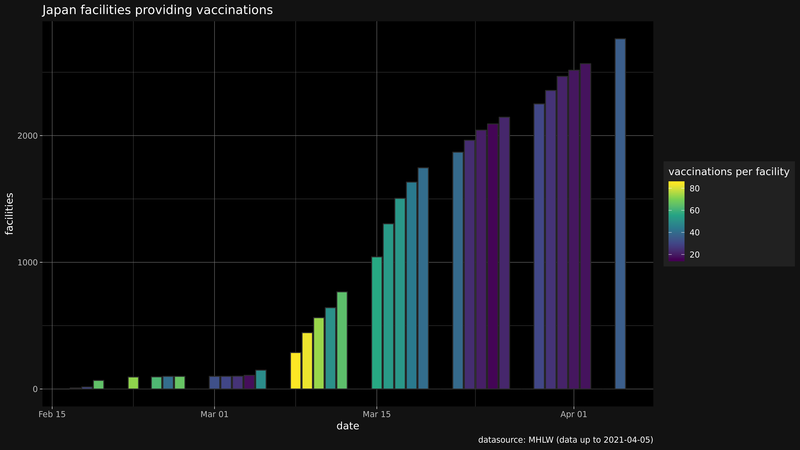 Japan facilities providing vaccinations
facilities
2000
1000
0
Feb 15
Mar 01
Mar 15
Apr 01
date
vaccinations per facility
80
60
40
20
datasource: MHLW (data up to 2021-04-05)